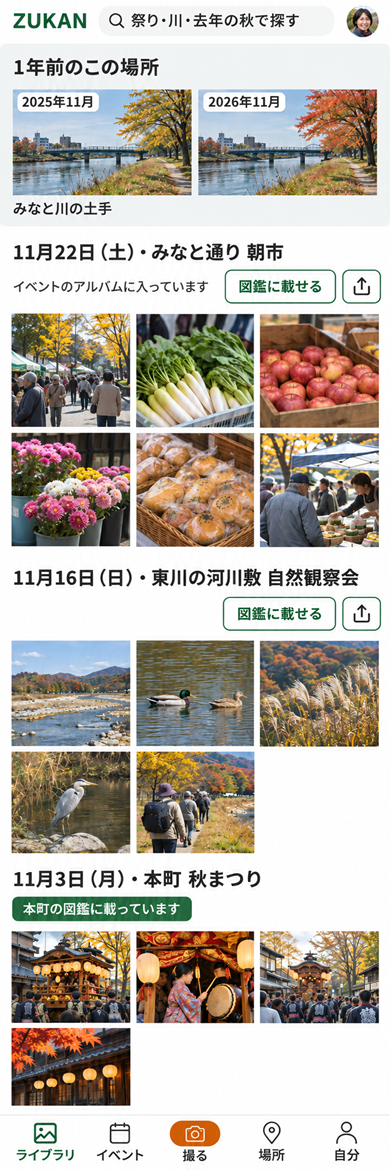 ZUKAN
祭り・川・去年の秋で探す
1年前のこの場所
2025年11月
2026年11月
みなと川の土手
11月22日（土）・みなと通り 朝市
イベントのアルバムに入っています
図鑑に載せる
11月16日（日）・東川の河川敷 自然観察会
図鑑に載せる
11月3日（月）・本町 秋まつり
本町の図鑑に載っています
ライブラリ
イベント
撮る
場所
自分